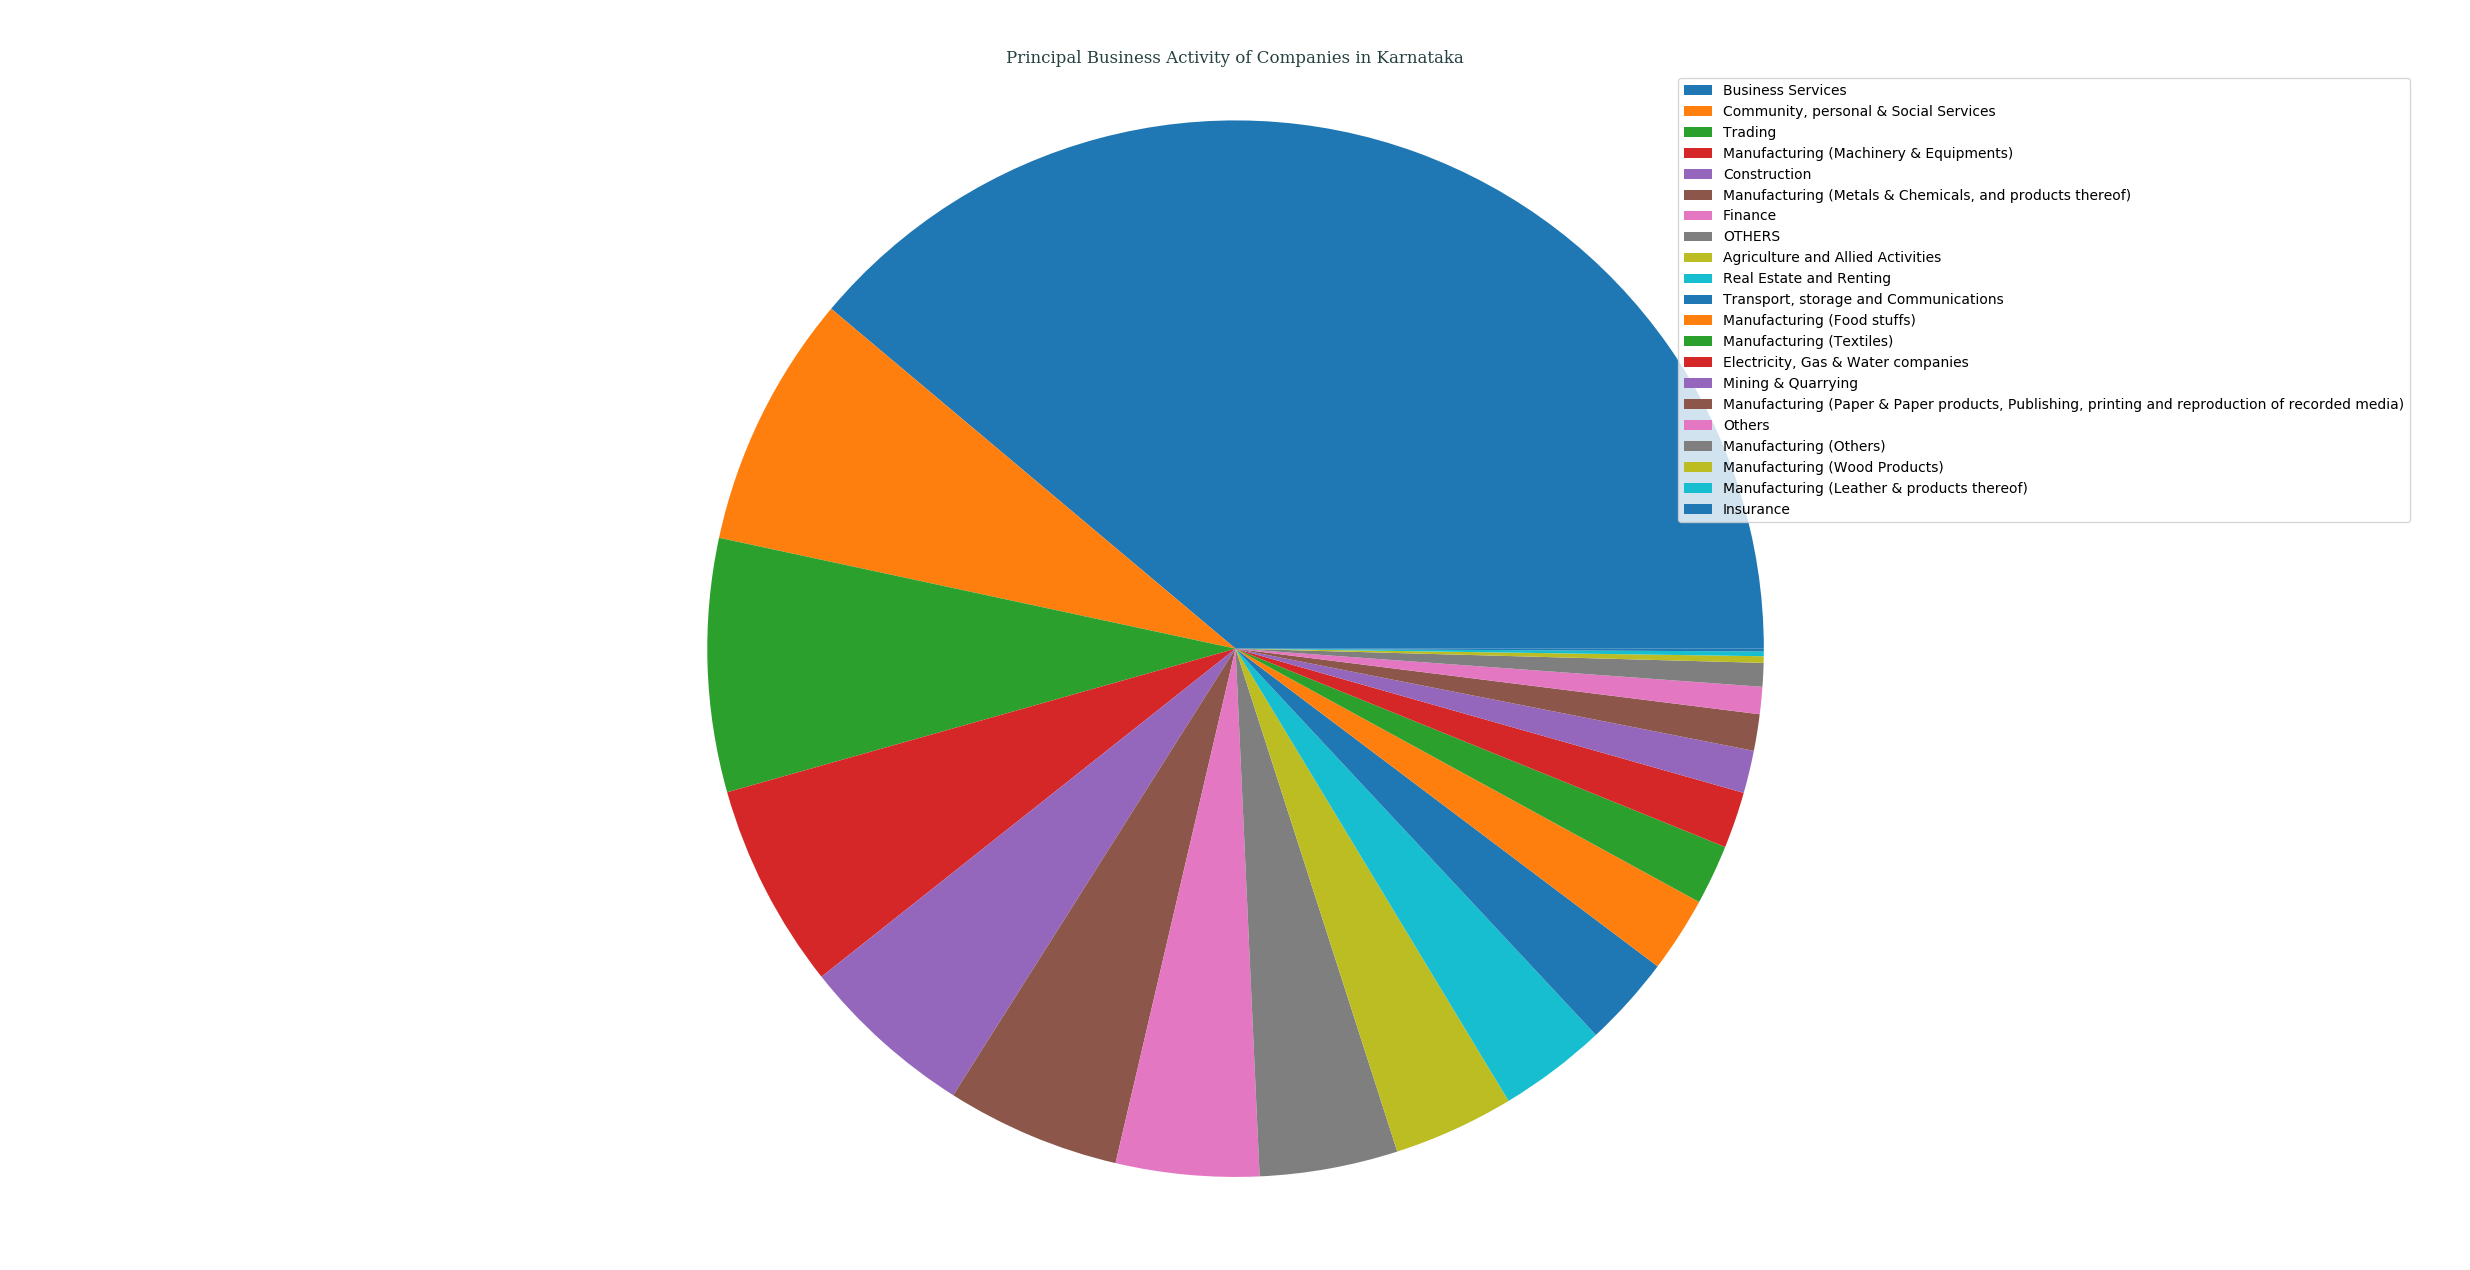 Principal Business Activity of Companies in Karnataka
Business Services
Community, personal & Social Services
Trading
Manufacturing (Machinery & Equipments)
Construction
Manufacturing (Metals & Chemicals, and products thereof)
Finance
OTHERS
Agriculture and Allied Activities
Real Estate and Renting
Transport, storage and Communications
Manufacturing (Food stuffs)
Manufacturing (Textiles)
Electricity, Gas & Water companies
Mining & Quarrying
Manufacturing (Paper & Paper products, Publishing, printing and reproduction of recorded media)
Others
Manufacturing (Others)
Manufacturing (Wood Products)
Manufacturing (Leather & products thereof)
Insurance